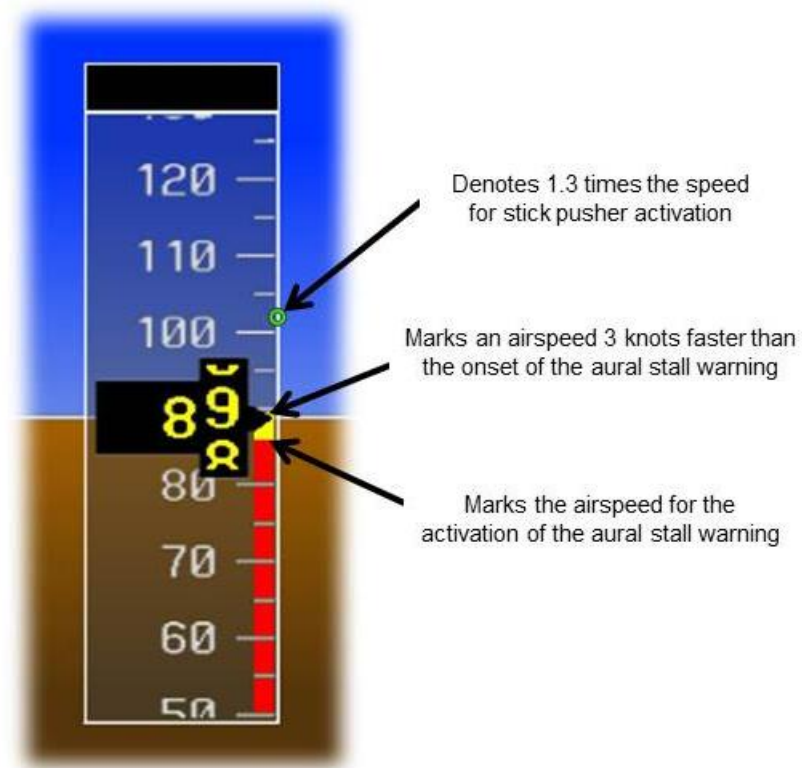 120
Denotes 1.3 times the speed
for stick pusher activation
110
100
Marks an airspeed 3 knots faster than
the onset of the aural stall warning
89
8
80
Marks the airspeed for the
activation of the aural stall warning
70
60
50